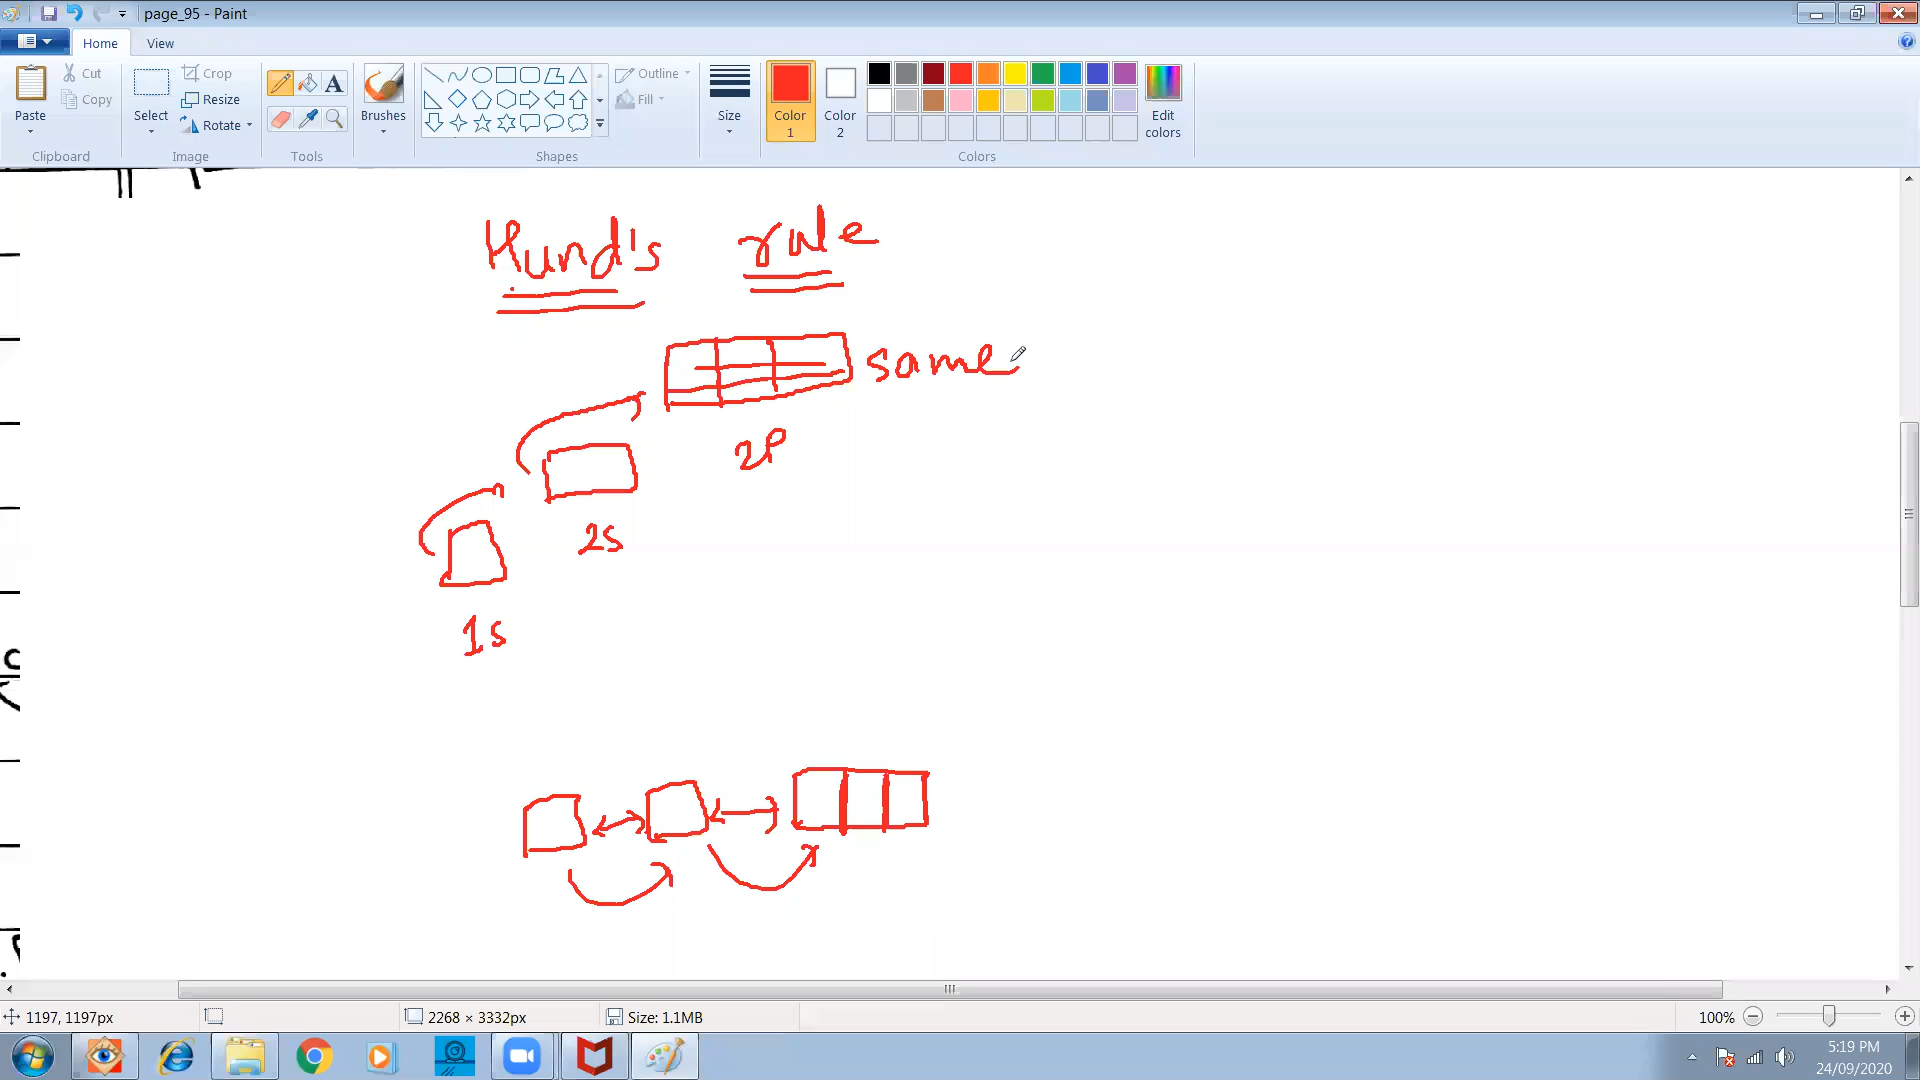 page_95 - Paint
Home View
Paste
Cut
Copy
Clipboard
Select
Crop
Resize
Rotate
Image
Tools
Brushes
Shapes
Outline
Fill
Size
Color 1
Color 2
Edit colors
Colors
Hund's rule
same
2P
2s
1s
1197, 1197px
2268 × 3332px
Size: 1.1MB
100%
5:19 PM
24/09/2020